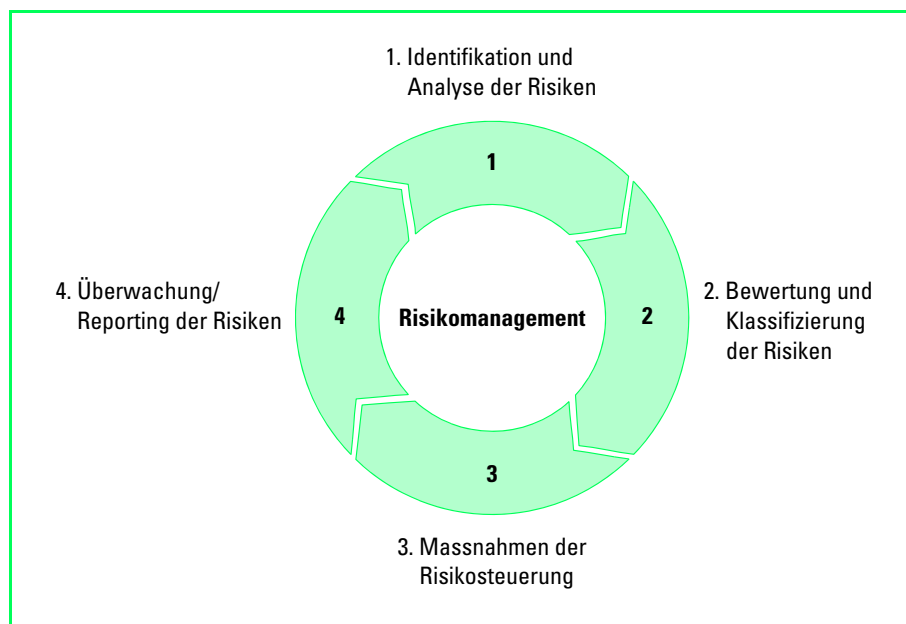 1. Identifikation und
Analyse der Risiken
1
2. Bewertung und
Klassifizierung
der Risiken
2
3. Massnahmen der
Risikosteuerung
3
4. Überwachung/
Reporting der Risiken
4
Risikomanagement